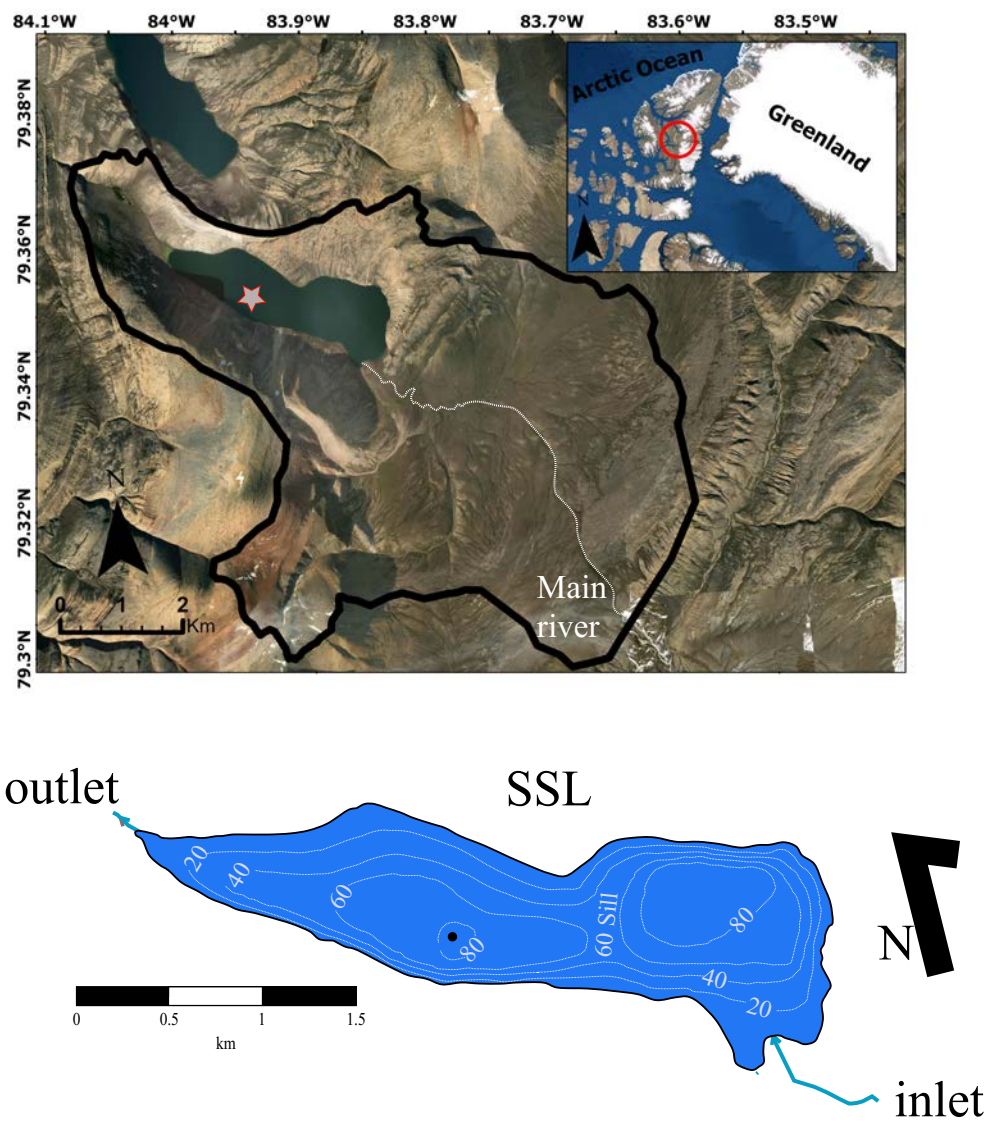 84.1°W 84°W 83.9°W 83.8°W 83.7°W 83.6°W 83.5°W
79.38°N
79.36°N
79.34°N
79.32°N
79.3°N
Arctic Ocean
Greenland
N
N
0 1 2
Km
Main
river
outlet
SSL
20
40
60
80
60 Sill
80
40
20
N
0 0.5 1 1.5
km
inlet